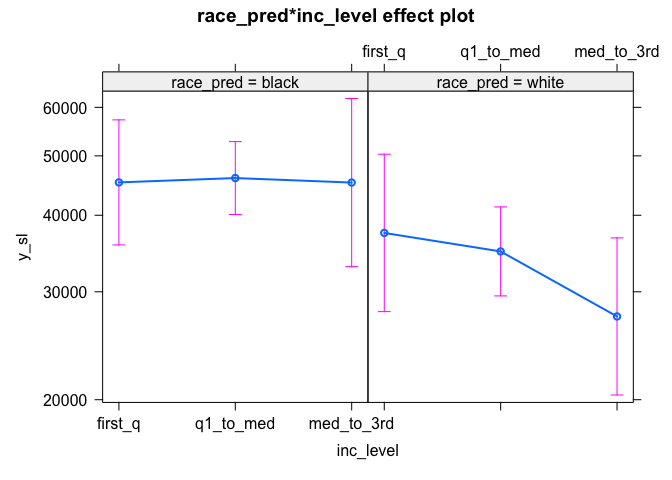 race_pred*inc_level effect plot
first_q q1_to_med med_to_3rd
race_pred = black race_pred = white
60000
50000
40000
30000
20000
y_sl
first_q q1_to_med med_to_3rd
inc_level